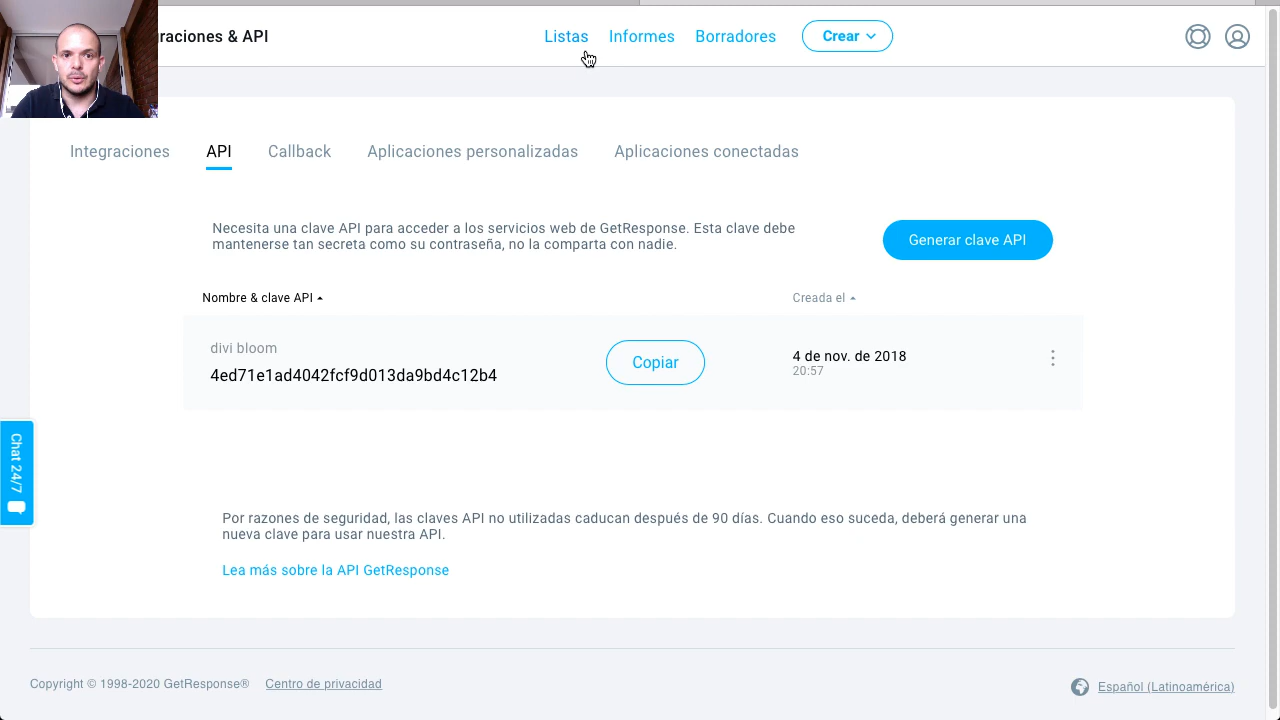 raciones & API
Listas
Informes
Borradores
Crear
Integraciones
API
Callback
Aplicaciones personalizadas
Aplicaciones conectadas
Necesita una clave API para acceder a los servicios web de GetResponse. Esta clave debe
mantenerse tan secreta como su contraseña, no la comparta con nadie.
Generar clave API
Nombre & clave API
Creada el
divi bloom
4ed71e1ad4042fcf9d013da9bd4c12b4
Copiar
4 de nov. de 2018
20:57
Chat 24/7
Por razones de seguridad, las claves API no utilizadas caducan después de 90 días. Cuando eso suceda, deberá generar una
nueva clave para usar nuestra API.
Lea más sobre la API GetResponse
Copyright © 1998-2020 GetResponse®
Centro de privacidad
Español (Latinoamérica)